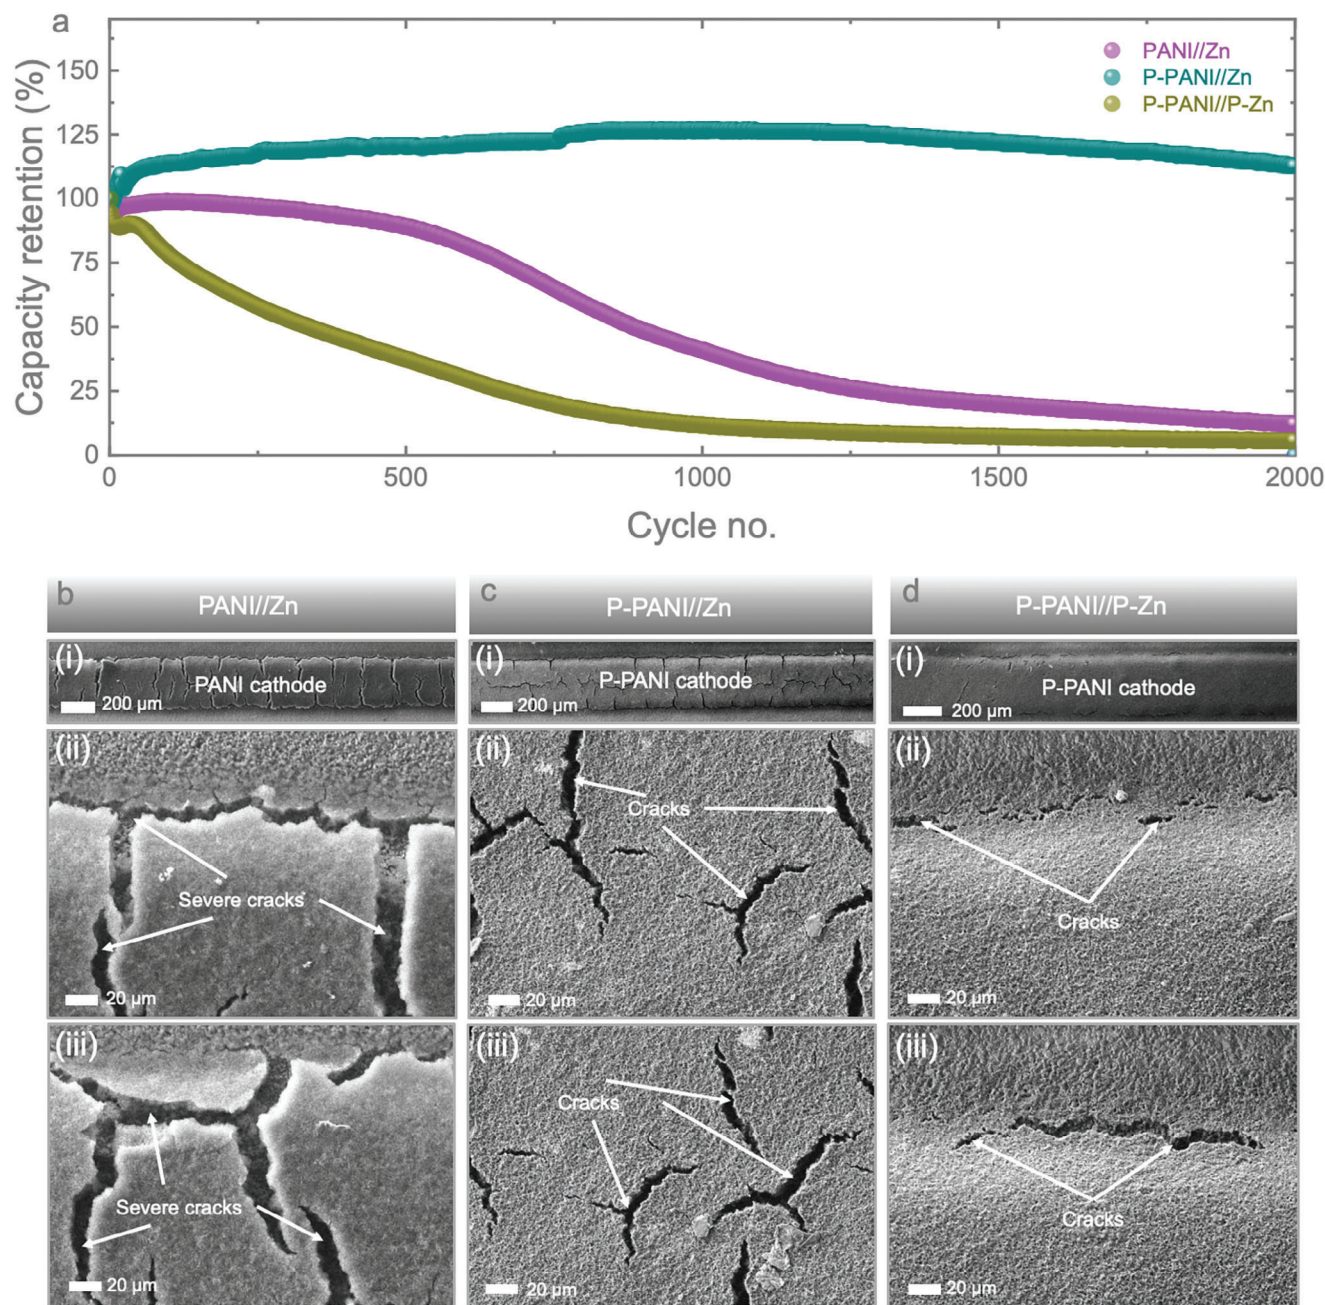 a
Capacity retention (%)
150
125
100
75
50
25
0
PANI//Zn
P-PANI//Zn
P-PANI//P-Zn
0 500 1000 1500 2000
Cycle no.
b PANI//Zn
(i)
PANI cathode
200 µm
(ii)
Severe cracks
20 µm
(iii)
Severe cracks
20 µm
c P-PANI//Zn
(i)
P-PANI cathode
200 µm
(ii)
Cracks
20 µm
(iii)
Cracks
20 µm
d P-PANI//P-Zn
(i)
P-PANI cathode
200 µm
(ii)
Cracks
20 µm
(iii)
Cracks
20 µm